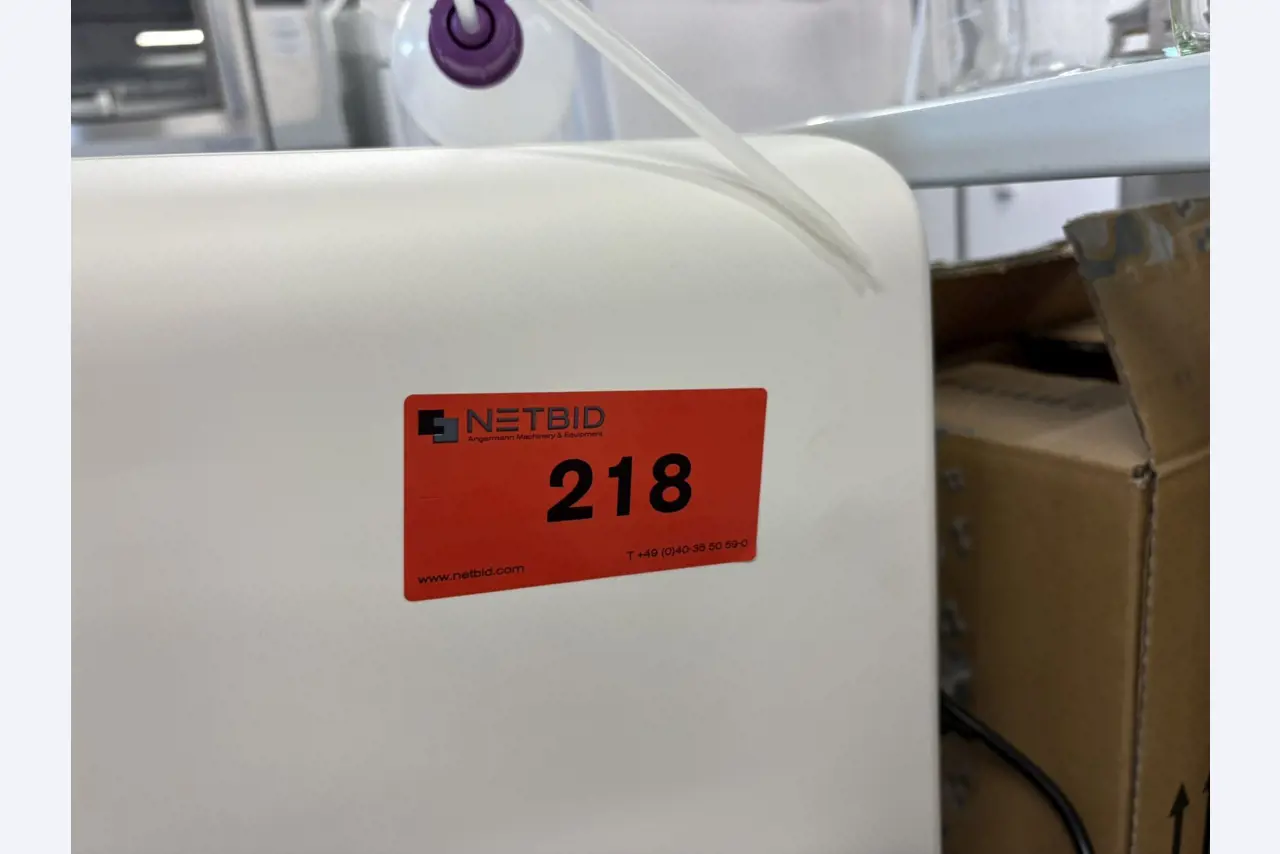 NETBID
Angermann Machinery & Equipment
218
T +49 (0)40-35 50 59-0
www.netbid.com